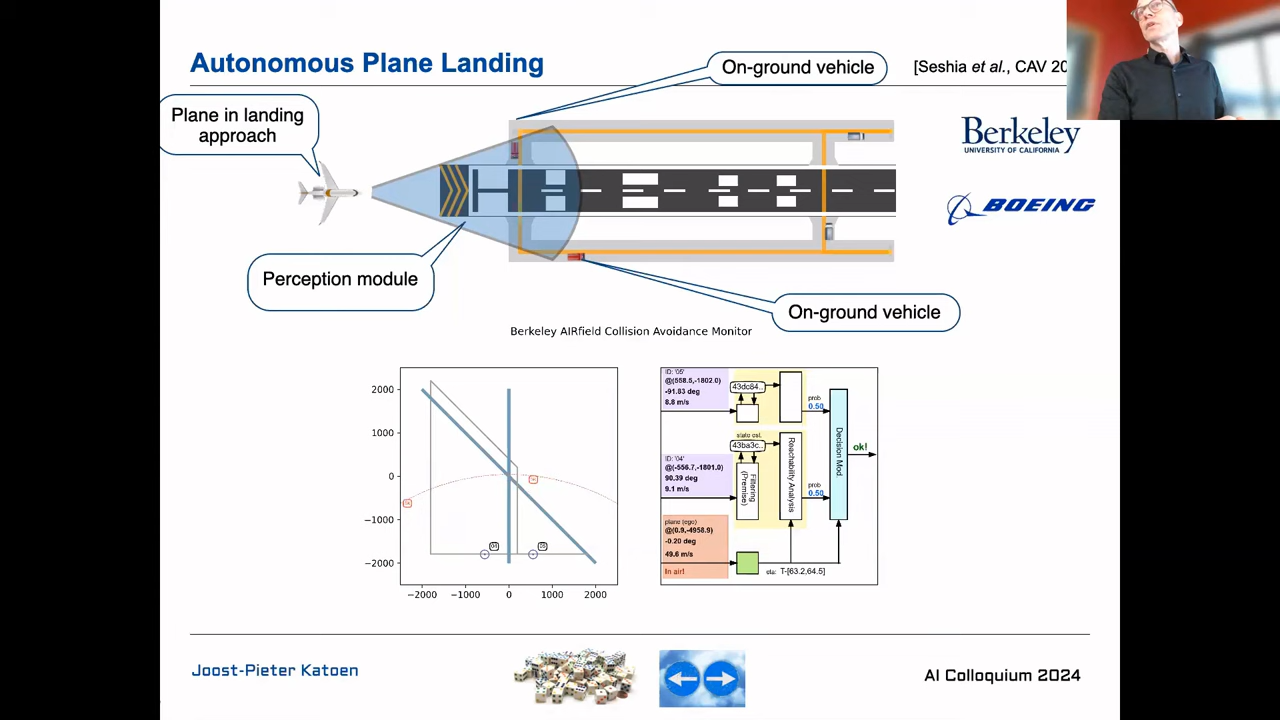 Autonomous Plane Landing
On-ground vehicle
[Seshia et al., CAV 20
Plane in landing
approach
Berkeley
UNIVERSITY OF CALIFORNIA
BOEING
Perception module
On-ground vehicle
Berkeley AIRfield Collision Avoidance Monitor
2000
1000
0
−1000
−2000
−2000
−1000
0
1000
2000
04
05
ID: '05'
@(558.5,-1802.0)
-91.83 deg
8.8 m/s
43dc84..
prob
0.50
state est.
43ba3c..
ID: '04'
@(-556.7,-1801.0)
90.39 deg
9.1 m/s
Filtering
(Premise)
Reachability Analysis
prob
0.50
Decision Mod.
ok!
plane (ego)
@(0.9,-4958.9)
-0.20 deg
49.6 m/s
In air!
eta: T-[63.2,64.5]
Joost-Pieter Katoen
AI Colloquium 2024